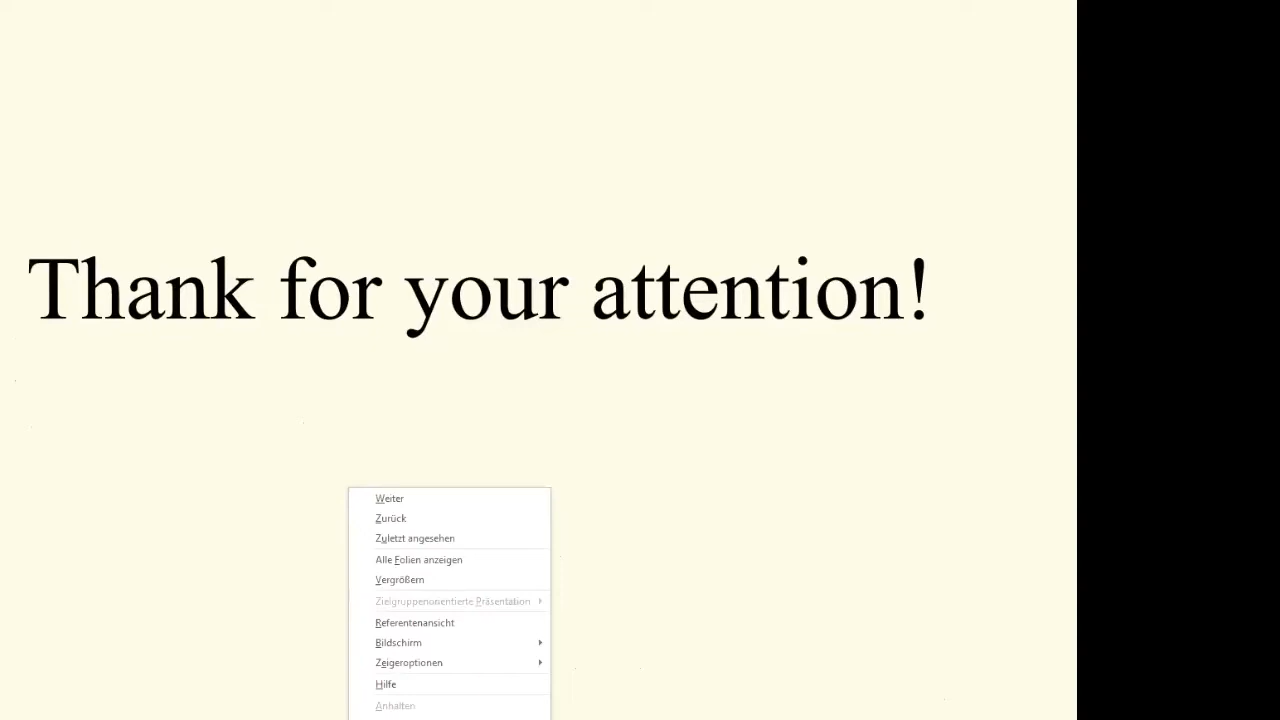 Thank for your attention!
Weiter
Zurück
Zuletzt angesehen
Alle Folien anzeigen
Vergrößern
Zielgruppenorientierte Präsentation
Referentenansicht
Bildschirm
Zeigeroptionen
Hilfe
Anhalten